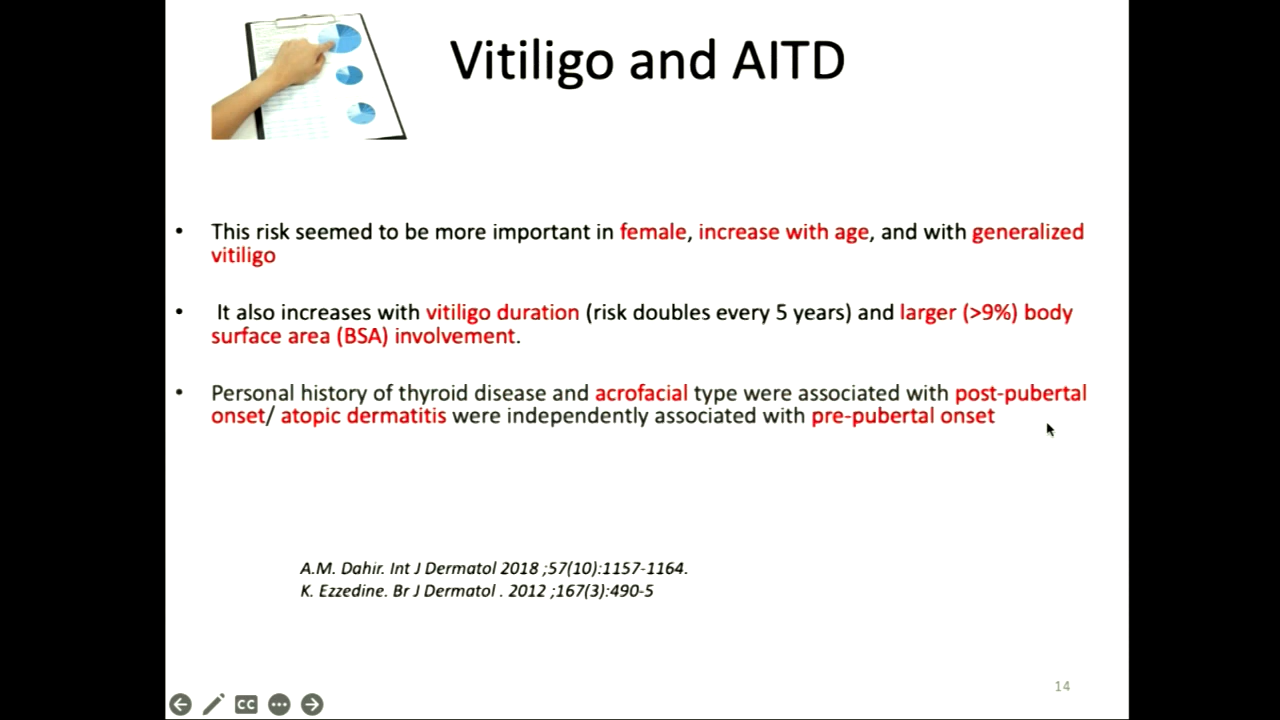 Vitiligo and AITD
• This risk seemed to be more important in female, increase with age, and with generalized
vitiligo
• It also increases with vitiligo duration (risk doubles every 5 years) and larger (>9%) body
surface area (BSA) involvement.
• Personal history of thyroid disease and acrofacial type were associated with post-pubertal
onset/ atopic dermatitis were independently associated with pre-pubertal onset
A.M. Dahir. Int J Dermatol 2018 ;57(10):1157-1164.
K. Ezzedine. Br J Dermatol . 2012 ;167(3):490-5
14
CC